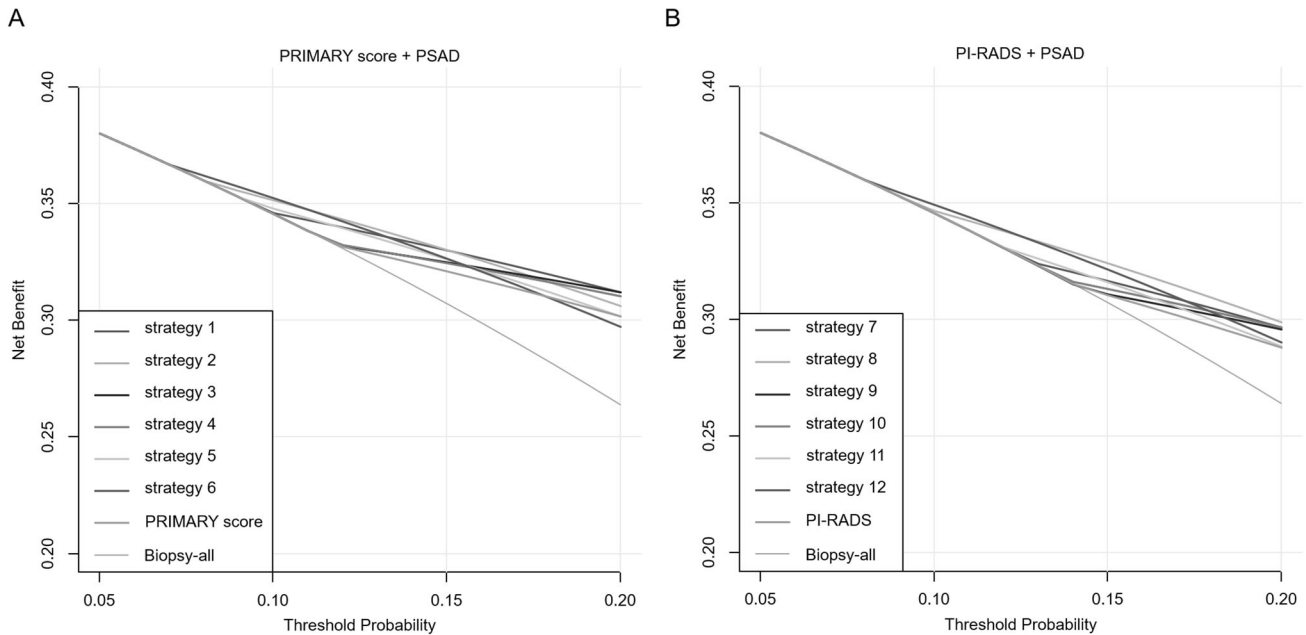 A
PRIMARY score + PSAD
Net Benefit
0.40
0.35
0.30
0.25
0.20
strategy 1
strategy 2
strategy 3
strategy 4
strategy 5
strategy 6
PRIMARY score
Biopsy-all
0.05 0.10 0.15 0.20
Threshold Probability
B
PI-RADS + PSAD
Net Benefit
0.40
0.35
0.30
0.25
0.20
strategy 7
strategy 8
strategy 9
strategy 10
strategy 11
strategy 12
PI-RADS
Biopsy-all
0.05 0.10 0.15 0.20
Threshold Probability